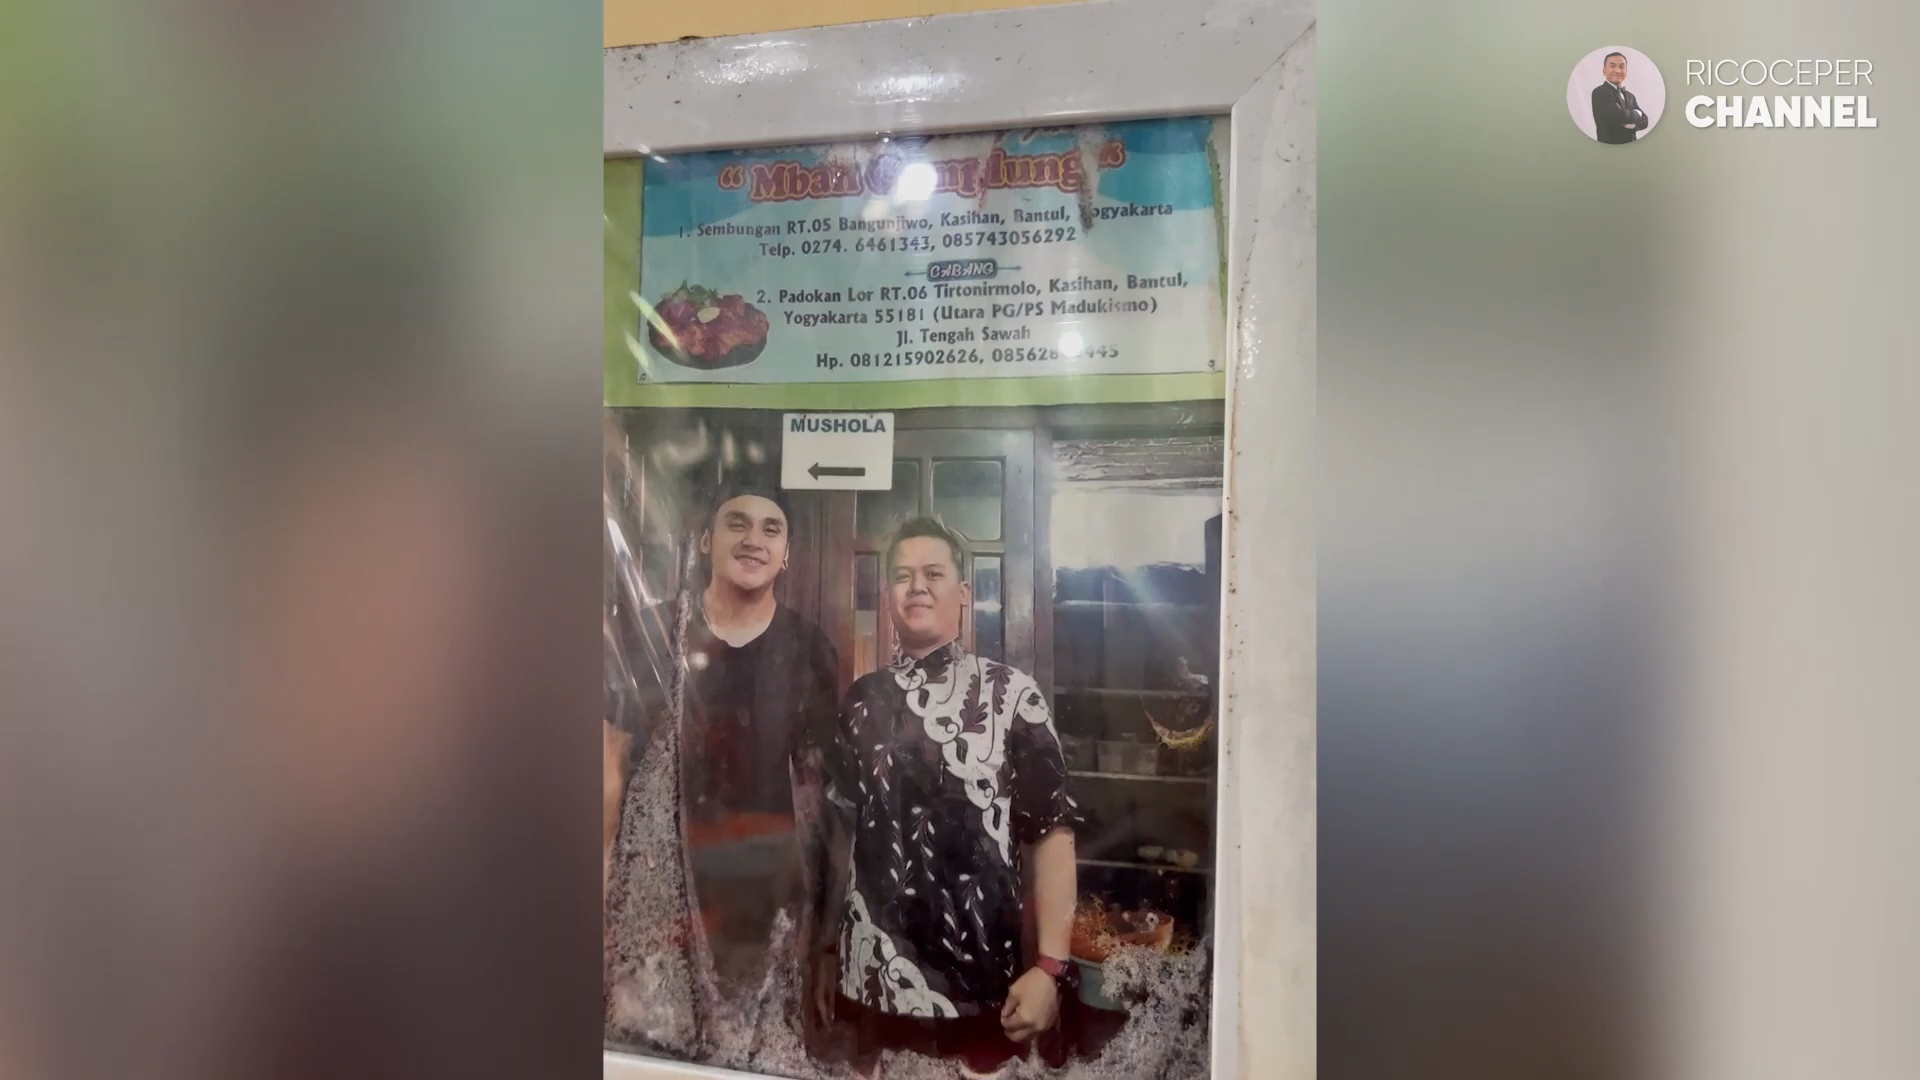 RICOCEPER
CHANNEL
“ Mbah “
1. Sembungan RT.05 Bangunjiwo, Kasihan, Bantul, Yogyakarta
Telp. 0274. 6461343, 085743056292
CABANG
2. Padokan Lor RT.06 Tirtonirmolo, Kasihan, Bantul,
Yogyakarta 55181 (Utara PG/PS Madukismo)
Jl. Tengah Sawah
Hp. 081215902626,
MUSHOLA